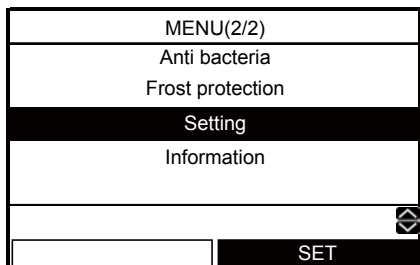 MENU(2/2)
Anti bacteria
Frost protection
Setting
Information
SET